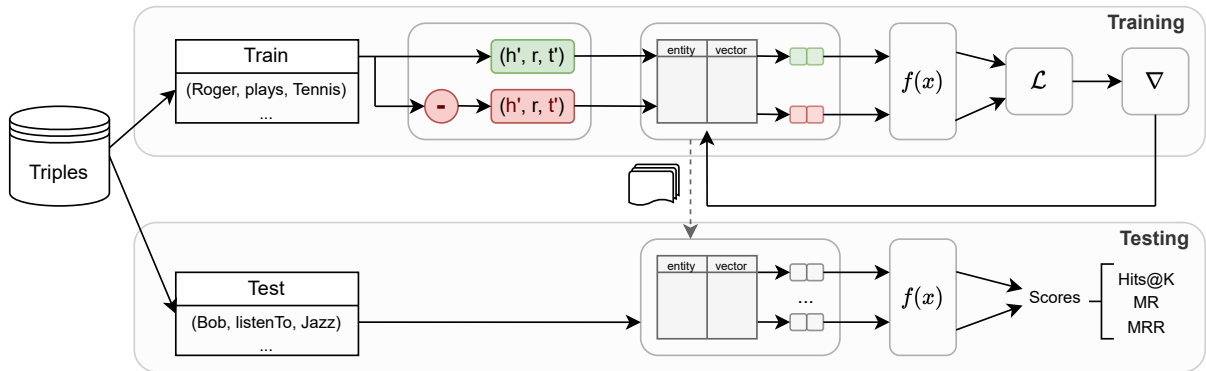 Training
Train
(Roger, plays, Tennis)
...
(h', r, t')
-
(h', r, t')
entity vector
f(x)
ℒ
∇
Triples
Testing
Test
(Bob, listenTo, Jazz)
...
entity vector
...
f(x)
Scores
Hits@K
MR
MRR